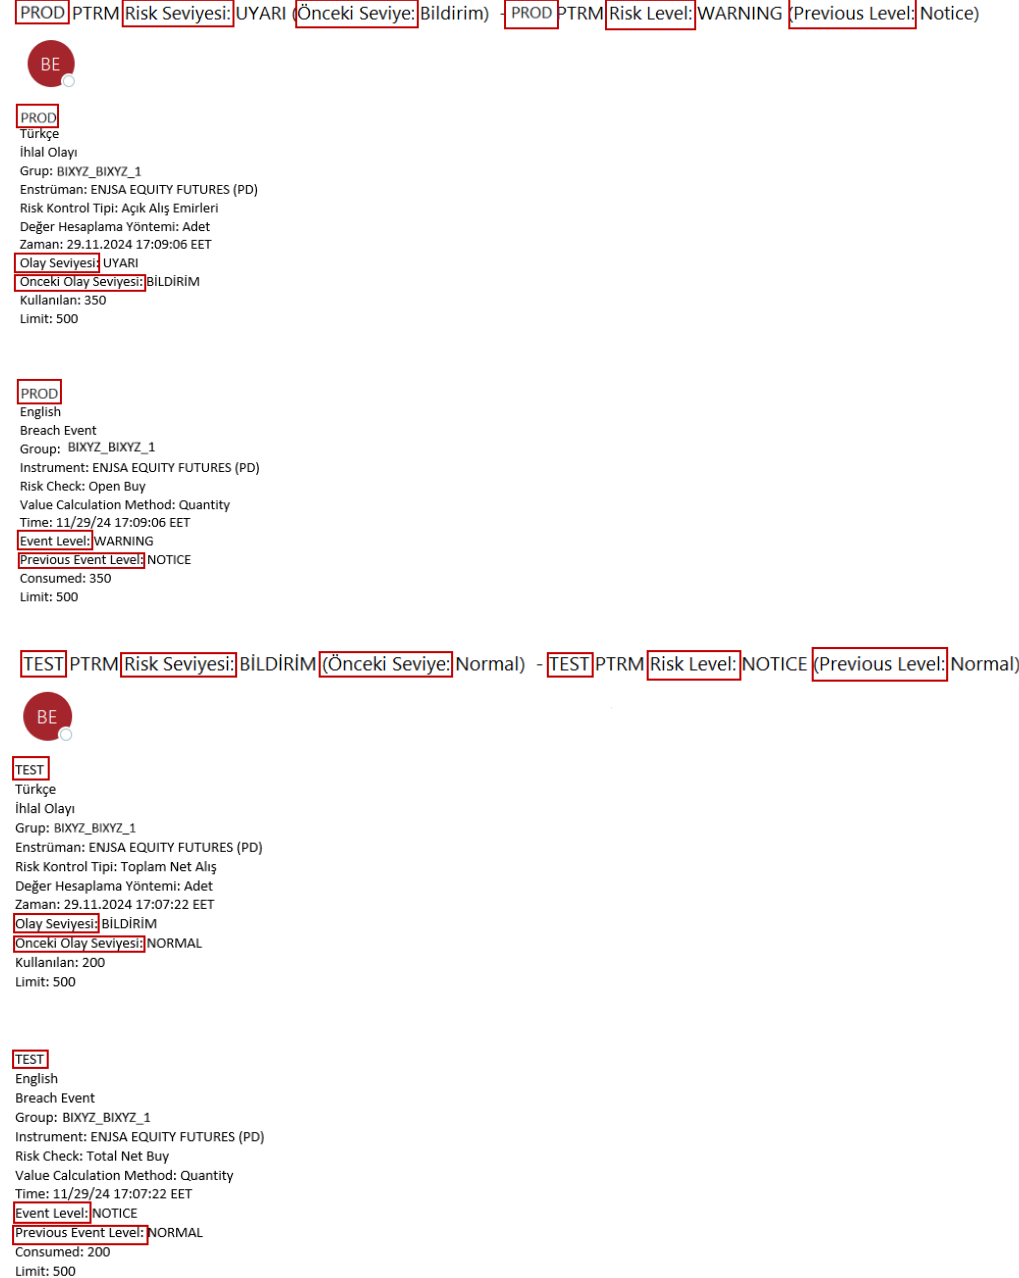 PROD PTRM Risk Seviyesi: UYARI (Önceki Seviye: Bildirim) - PROD PTRM Risk Level: WARNING (Previous Level: Notice)
BE
PROD
Türkçe
İhlal Olayı
Grup: BIXYZ_BIXYZ_1
Enstrüman: ENJSA EQUITY FUTURES (PD)
Risk Kontrol Tipi: Açık Alış Emirleri
Değer Hesaplama Yöntemi: Adet
Zaman: 29.11.2024 17:09:06 EET
Olay Seviyesi: UYARI
Önceki Olay Seviyesi: BİLDİRİM
Kullanılan: 350
Limit: 500
PROD
English
Breach Event
Group: BIXYZ_BIXYZ_1
Instrument: ENJSA EQUITY FUTURES (PD)
Risk Check: Open Buy
Value Calculation Method: Quantity
Time: 11/29/24 17:09:06 EET
Event Level: WARNING
Previous Event Level: NOTICE
Consumed: 350
Limit: 500
TEST PTRM Risk Seviyesi: BİLDİRİM (Önceki Seviye: Normal) - TEST PTRM Risk Level: NOTICE (Previous Level: Normal)
BE
TEST
Türkçe
İhlal Olayı
Grup: BIXYZ_BIXYZ_1
Enstrüman: ENJSA EQUITY FUTURES (PD)
Risk Kontrol Tipi: Toplam Net Alış
Değer Hesaplama Yöntemi: Adet
Zaman: 29.11.2024 17:07:22 EET
Olay Seviyesi: BİLDİRİM
Önceki Olay Seviyesi: NORMAL
Kullanılan: 200
Limit: 500
TEST
English
Breach Event
Group: BIXYZ_BIXYZ_1
Instrument: ENJSA EQUITY FUTURES (PD)
Risk Check: Total Net Buy
Value Calculation Method: Quantity
Time: 11/29/24 17:07:22 EET
Event Level: NOTICE
Previous Event Level: NORMAL
Consumed: 200
Limit: 500